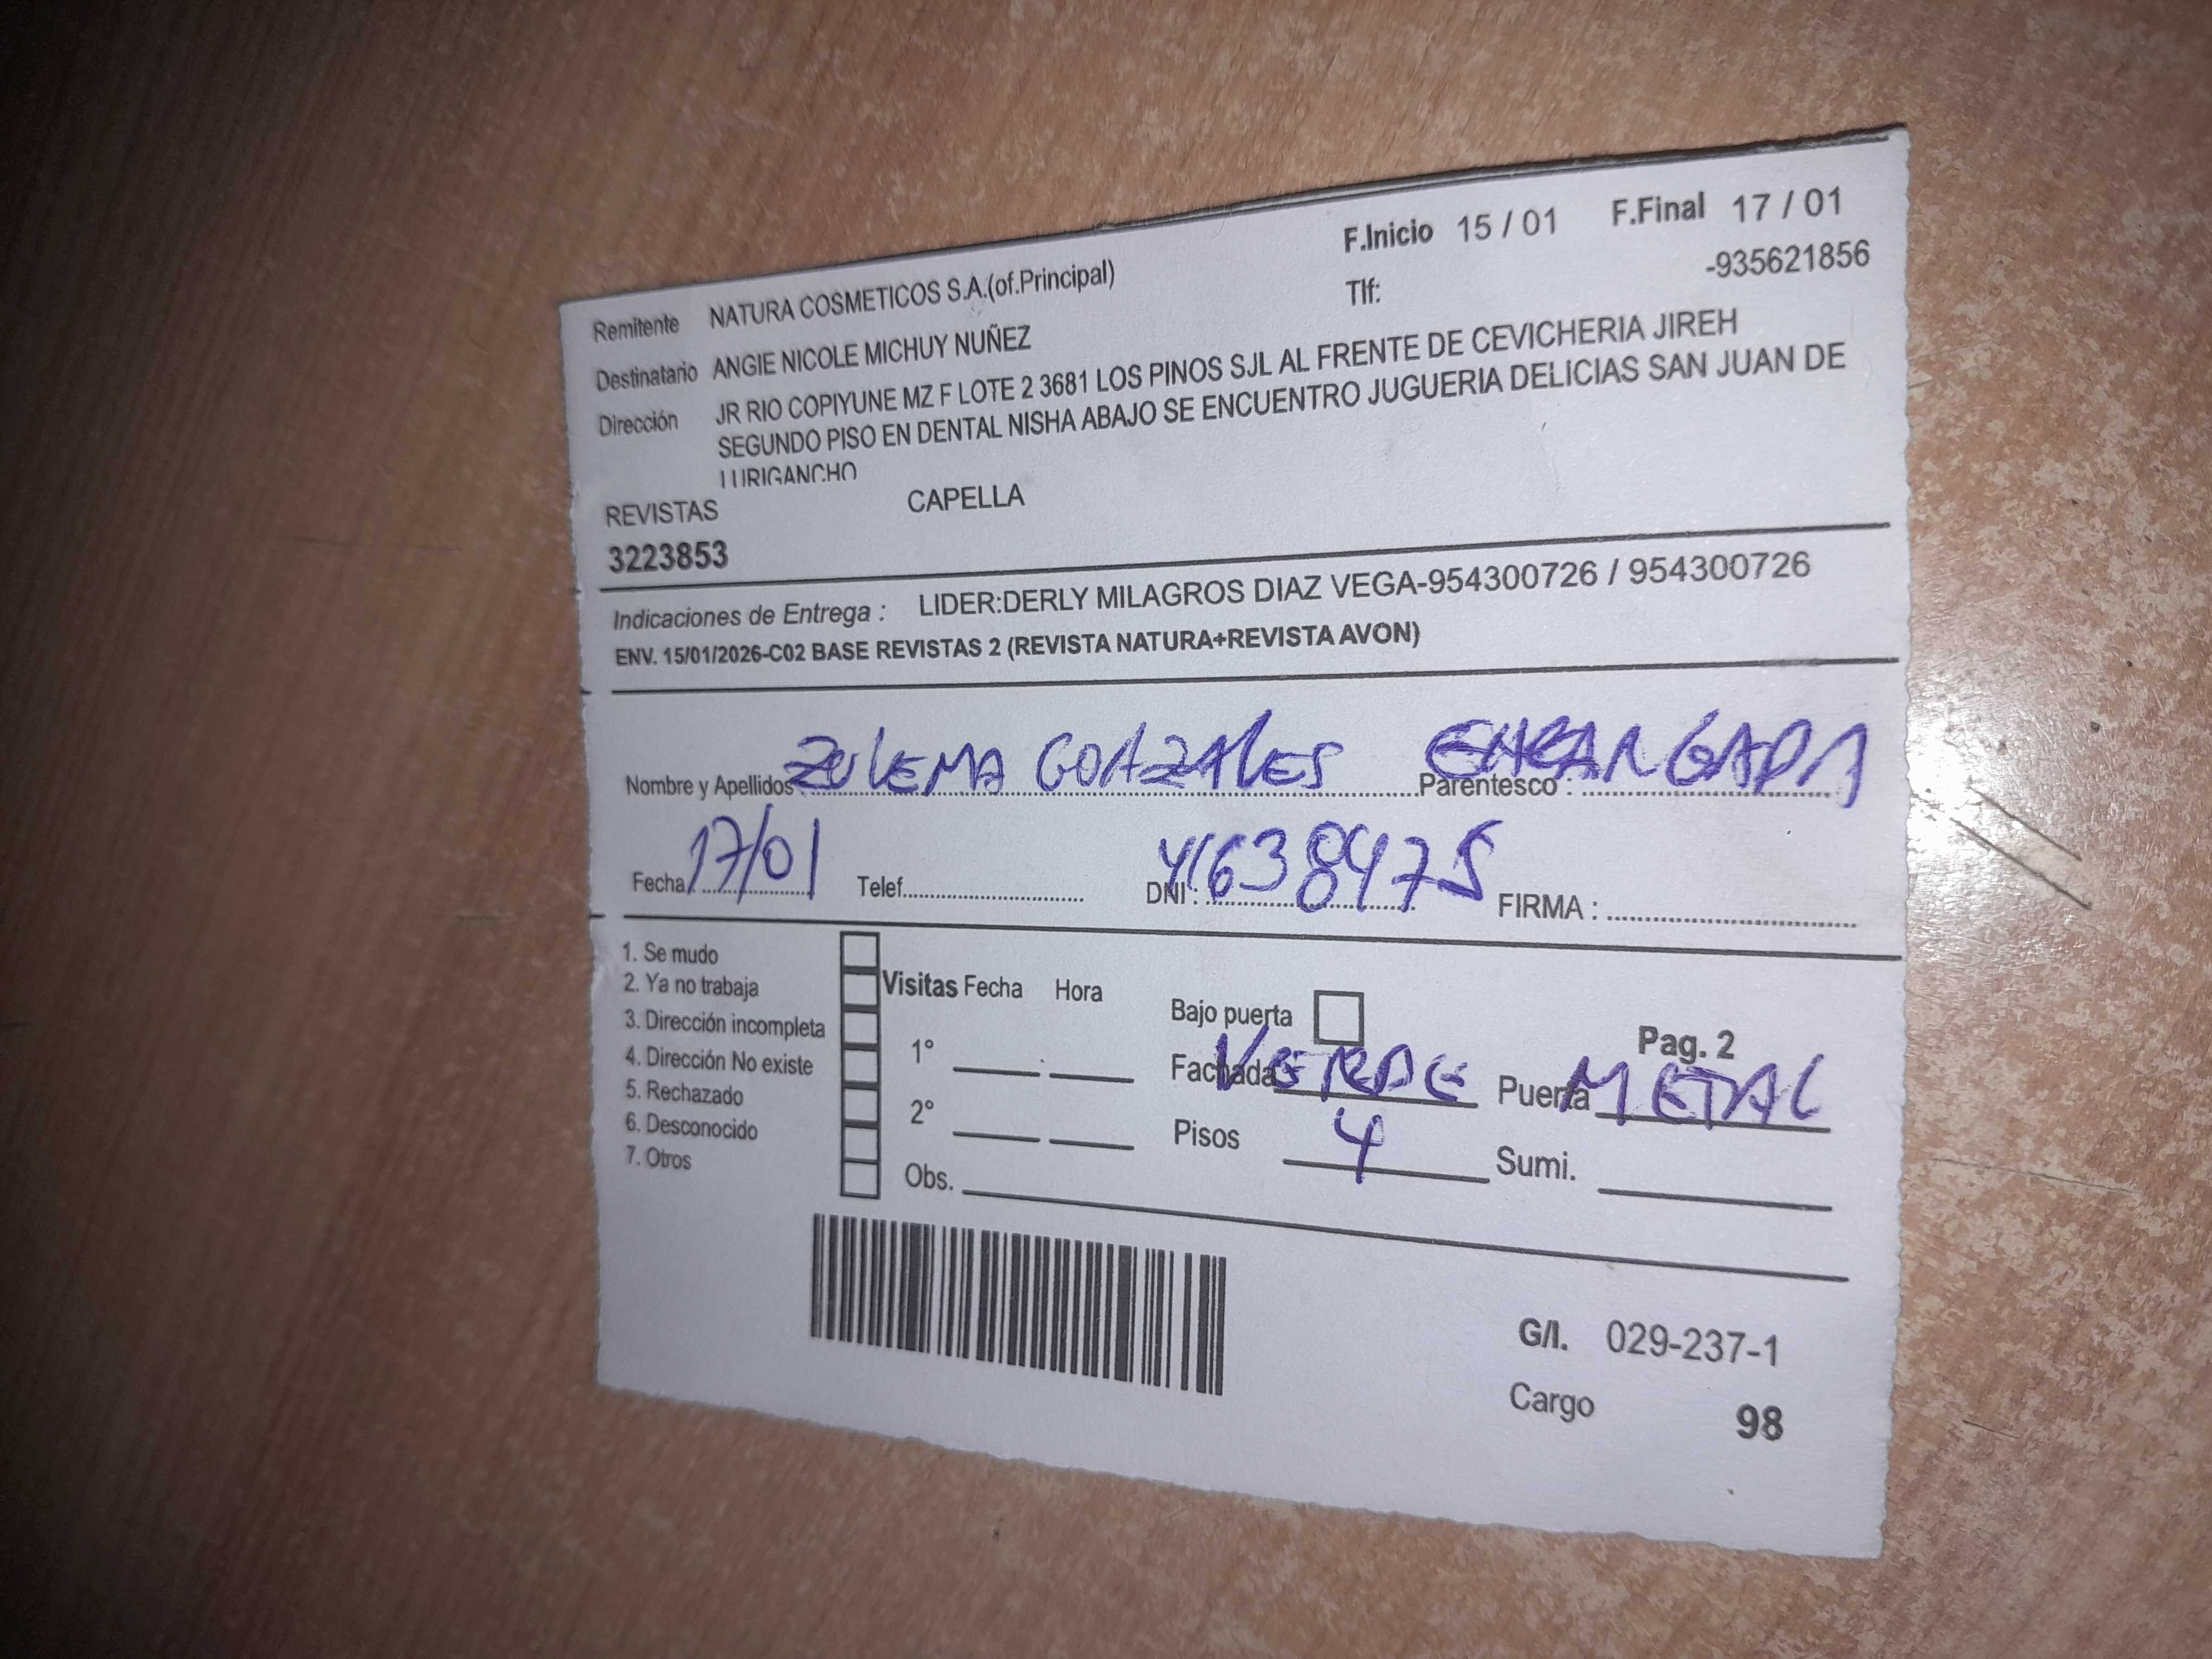 F.Inicio 15 / 01 F.Final 17 / 01
Remitente NATURA COSMETICOS S.A.(of.Principal) Tlf: -935621856
Destinatario ANGIE NICOLE MICHUY NUÑEZ
Dirección JR RIO COPIYUNE MZ F LOTE 2 3681 LOS PINOS SJL AL FRENTE DE CEVICHERIA JIREH
SEGUNDO PISO EN DENTAL NISHA ABAJO SE ENCUENTRO JUGUERIA DELICIAS SAN JUAN DE
LURIGANCHO
REVISTAS CAPELLA
3223853
Indicaciones de Entrega : LIDER:DERLY MILAGROS DIAZ VEGA-954300726 / 954300726
ENV. 15/01/2026-C02 BASE REVISTAS 2 (REVISTA NATURA+REVISTA AVON)
Nombre y Apellidos: ZULEMA GONZALES Parentesco : ENCARGADA
Fecha 17/01 Telef. DNI : 41638475 FIRMA :
1. Se mudo
2. Ya no trabaja
3. Dirección incompleta
4. Dirección No existe
5. Rechazado
6. Desconocido
7. Otros
Visitas Fecha Hora
1°
2°
Obs.
Bajo puerta
Pag. 2
Fachada VERDE Puerta METAL
Pisos 4 Sumi.
G/I. 029-237-1
Cargo 98